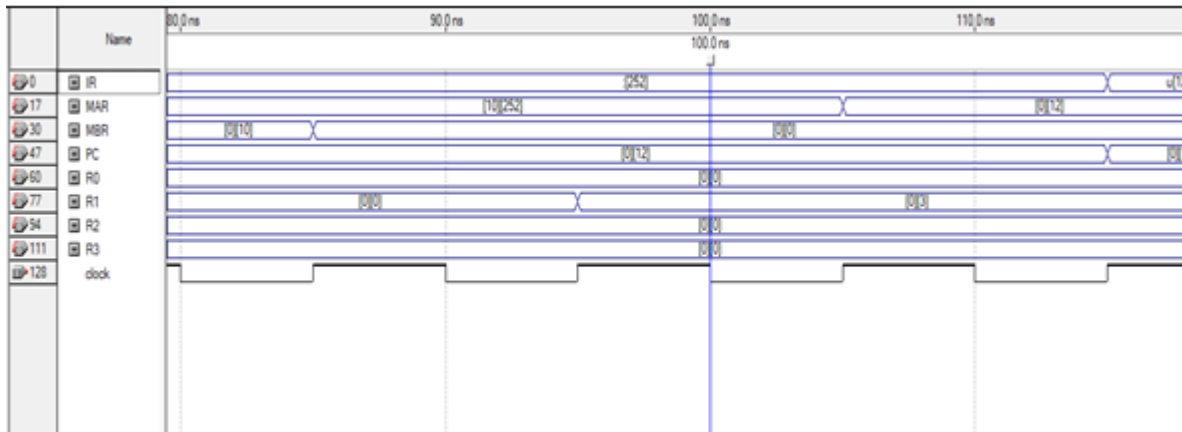 80.0 ns 90.0 ns 100.0 ns 110.0 ns
Name 100.0 ns
0 IR [252]
17 MAR [10][252] [0][12]
30 MBR [0][10] [0][0]
47 PC [0][12]
60 R0 [0][0]
77 R1 [0][0] [0][3]
94 R2 [0][0]
111 R3 [0][0]
128 clock